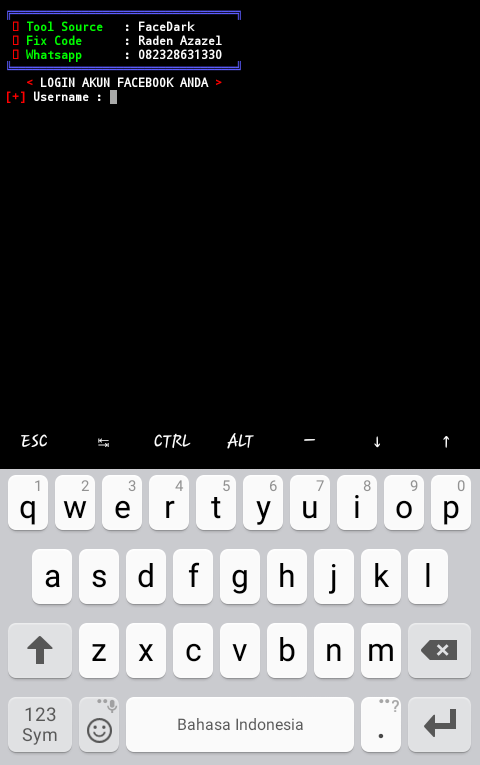 Tool Source : FaceDark
Fix Code : Raden Azazel
Whatsapp : 082328631330
< LOGIN AKUN FACEBOOK ANDA >
[+] Username :
ESC ↹ CTRL ALT – ↓ ↑
1 2 3 4 5 6 7 8 9 0
q w e r t y u i o p
a s d f g h j k l
z x c v b n m
123 Sym Bahasa Indonesia . ?